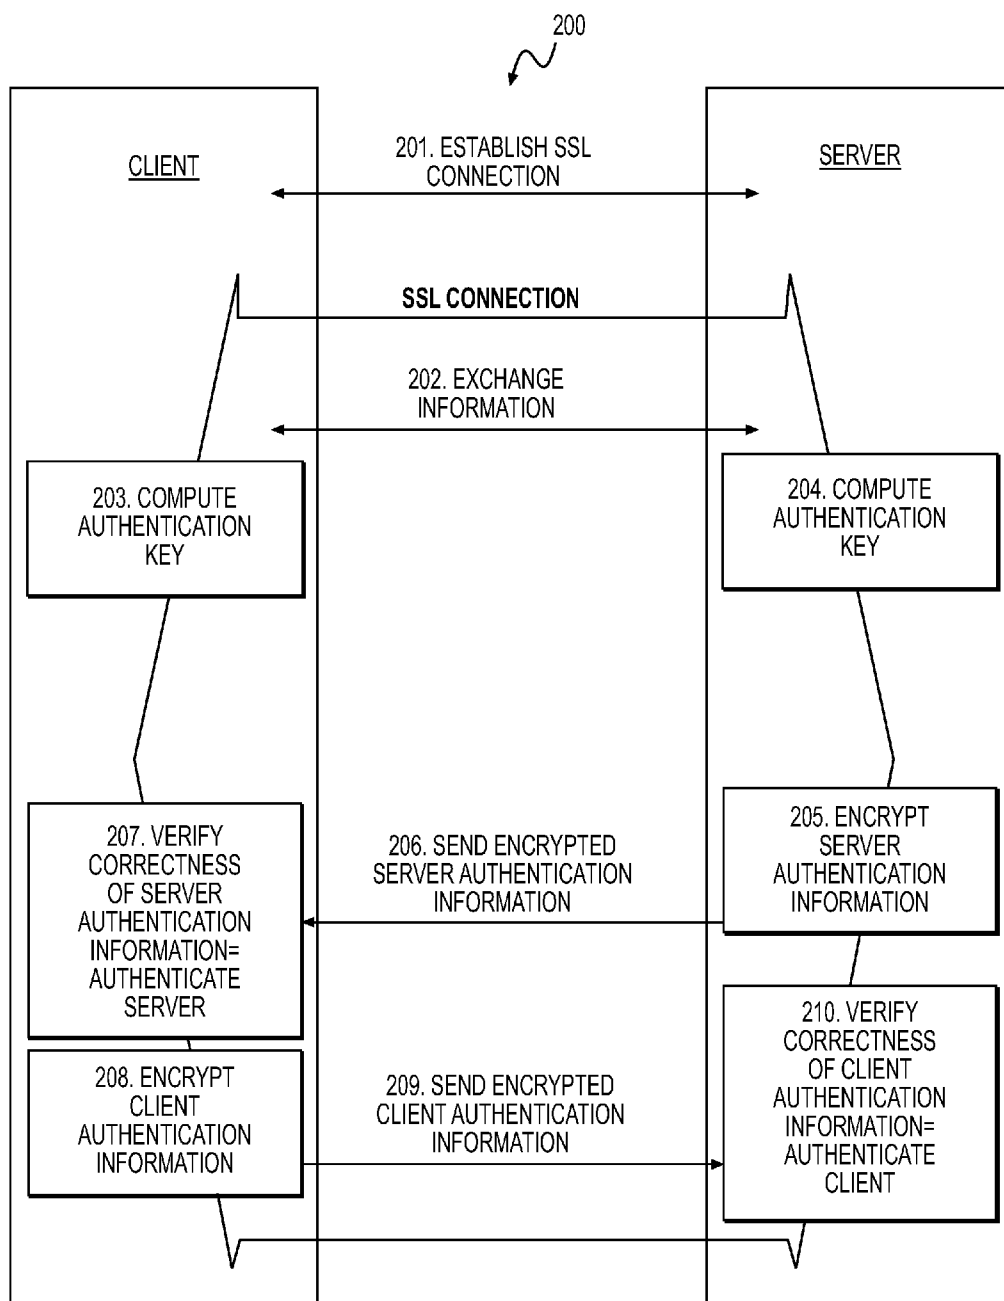 200
CLIENT
201. ESTABLISH SSL
CONNECTION
SERVER
SSL CONNECTION
202. EXCHANGE
INFORMATION
203. COMPUTE
AUTHENTICATION
KEY
204. COMPUTE
AUTHENTICATION
KEY
205. ENCRYPT
SERVER
AUTHENTICATION
INFORMATION
206. SEND ENCRYPTED
SERVER AUTHENTICATION
INFORMATION
207. VERIFY
CORRECTNESS
OF SERVER
AUTHENTICATION
INFORMATION=
AUTHENTICATE
SERVER
208. ENCRYPT
CLIENT
AUTHENTICATION
INFORMATION
209. SEND ENCRYPTED
CLIENT AUTHENTICATION
INFORMATION
210. VERIFY
CORRECTNESS
OF CLIENT
AUTHENTICATION
INFORMATION=
AUTHENTICATE
CLIENT